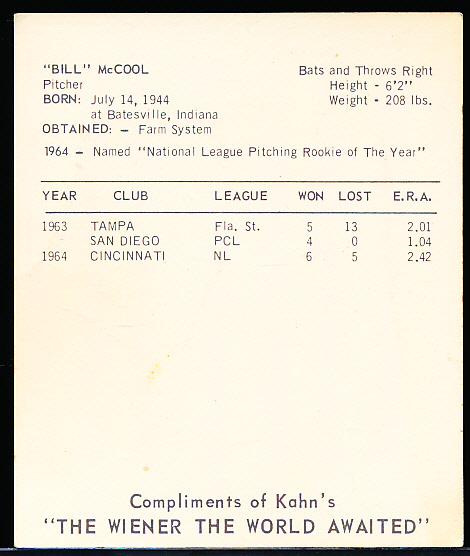 "BILL" McCOOL Bats and Throws Right
Pitcher Height - 6'2"
BORN: July 14, 1944 Weight - 208 lbs.
at Batesville, Indiana
OBTAINED: - Farm System
1964 - Named "National League Pitching Rookie of The Year"
YEAR CLUB LEAGUE WON LOST E.R.A.
1963 TAMPA Fla. St. 5 13 2.01
SAN DIEGO PCL 4 0 1.04
1964 CINCINNATI NL 6 5 2.42
Compliments of Kahn's
"THE WIENER THE WORLD AWAITED"